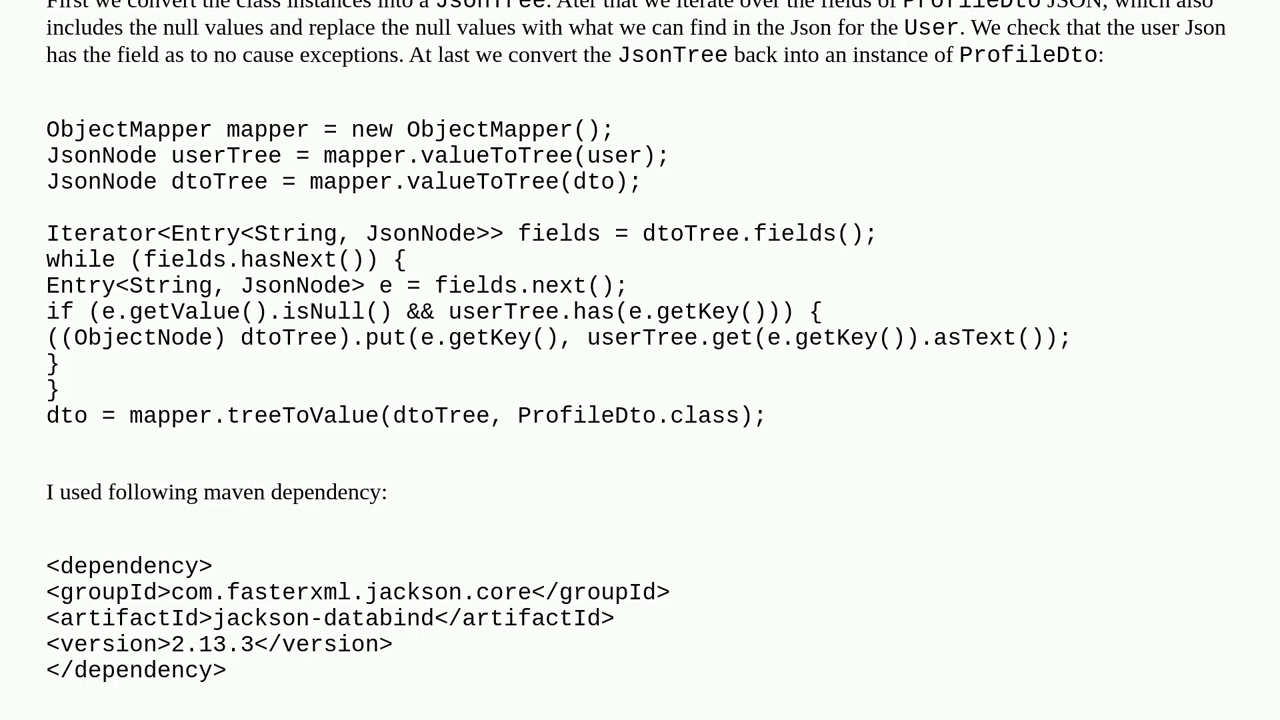 First we convert the class instances into a JsonTree. Ater that we iterate over the fields of ProfileDto JSON, which also
includes the null values and replace the null values with what we can find in the Json for the User. We check that the user Json
has the field as to no cause exceptions. At last we convert the JsonTree back into an instance of ProfileDto:
ObjectMapper mapper = new ObjectMapper();
JsonNode userTree = mapper.valueToTree(user);
JsonNode dtoTree = mapper.valueToTree(dto);
Iterator<Entry<String, JsonNode>> fields = dtoTree.fields();
while (fields.hasNext()) {
Entry<String, JsonNode> e = fields.next();
if (e.getValue().isNull() && userTree.has(e.getKey())) {
((ObjectNode) dtoTree).put(e.getKey(), userTree.get(e.getKey()).asText());
}
}
dto = mapper.treeToValue(dtoTree, ProfileDto.class);
I used following maven dependency:
<dependency>
<groupId>com.fasterxml.jackson.core</groupId>
<artifactId>jackson-databind</artifactId>
<version>2.13.3</version>
</dependency>